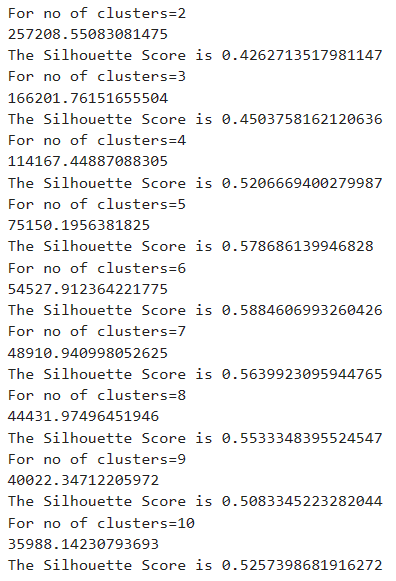 For no of clusters=2
257208.55083081475
The Silhouette Score is 0.4262713517981147
For no of clusters=3
166201.76151655504
The Silhouette Score is 0.4503758162120636
For no of clusters=4
114167.44887088305
The Silhouette Score is 0.5206669400279987
For no of clusters=5
75150.1956381825
The Silhouette Score is 0.578686139946828
For no of clusters=6
54527.912364221775
The Silhouette Score is 0.5884606993260426
For no of clusters=7
48910.940998052625
The Silhouette Score is 0.5639923095944765
For no of clusters=8
44431.97496451946
The Silhouette Score is 0.5533348395524547
For no of clusters=9
40022.34712205972
The Silhouette Score is 0.5083345223282044
For no of clusters=10
35988.14230793693
The Silhouette Score is 0.5257398681916272